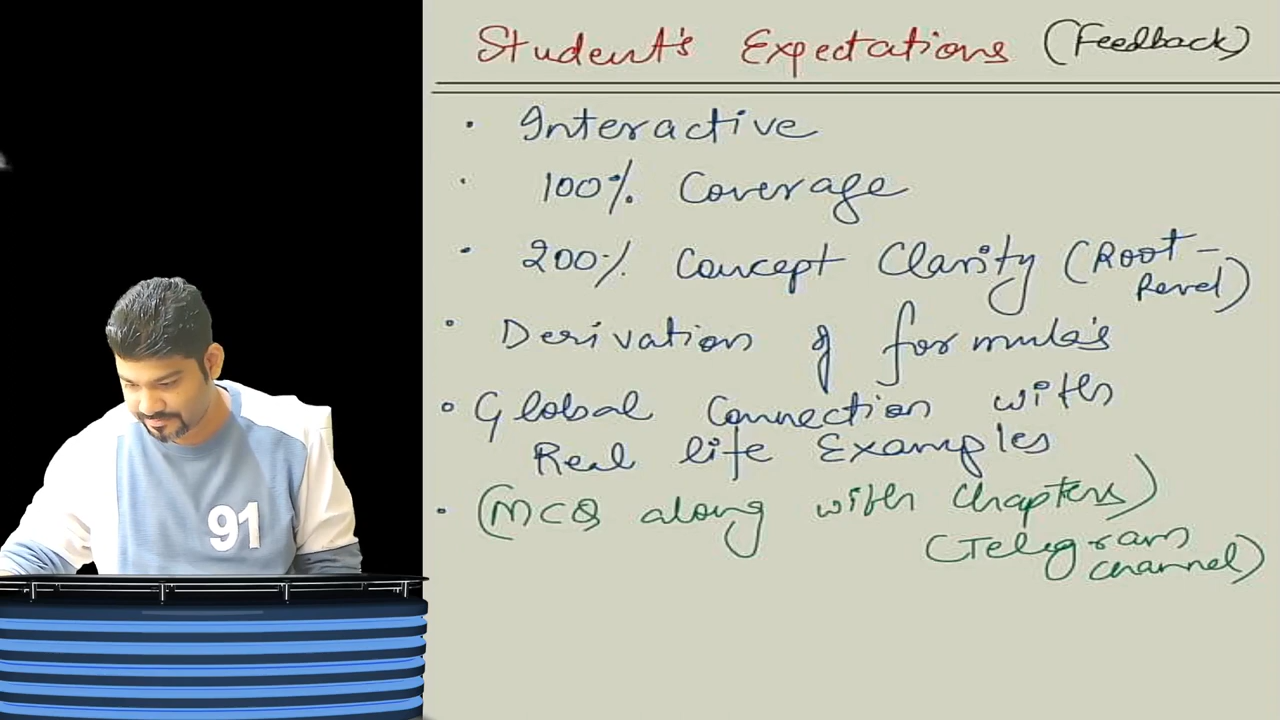 Student's Expectations (Feedback)
• Interactive
• 100% Coverage
• 200% Concept Clarity (Root-
level)
• Derivation of formula's
• Global Connection with
Real life Examples
• (MCQ along with Chapters)
(Telegram
channel)
91